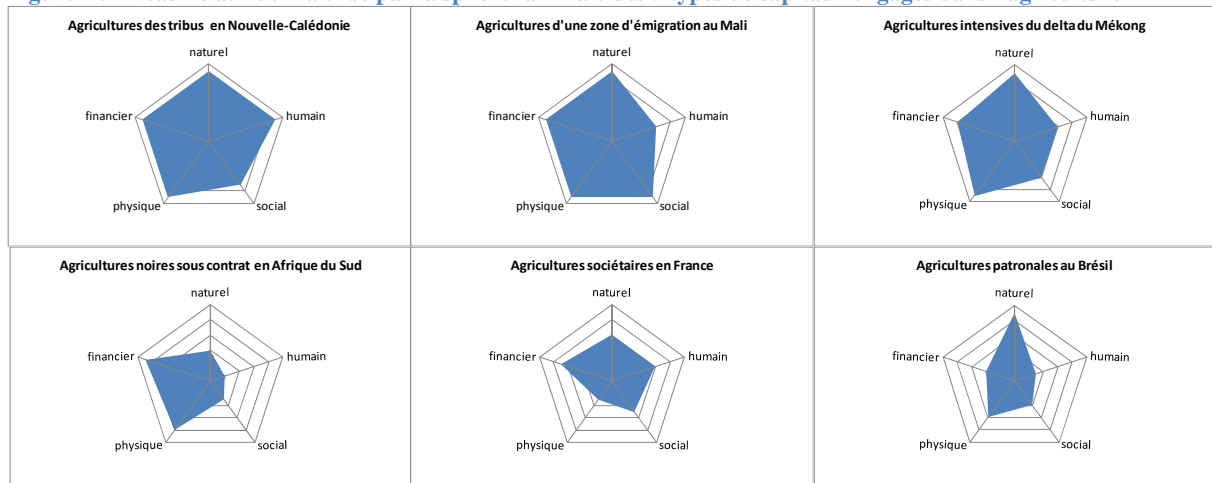 Agricultures des tribus en Nouvelle-Calédonie
naturel
humain
social
physique
financier
Agricultures d'une zone d'émigration au Mali
naturel
humain
social
physique
financier
Agricultures intensives du delta du Mékong
naturel
humain
social
physique
financier
Agricultures noires sous contrat en Afrique du Sud
naturel
humain
social
physique
financier
Agricultures sociétaires en France
naturel
humain
social
physique
financier
Agricultures patronales au Brésil
naturel
humain
social
physique
financier